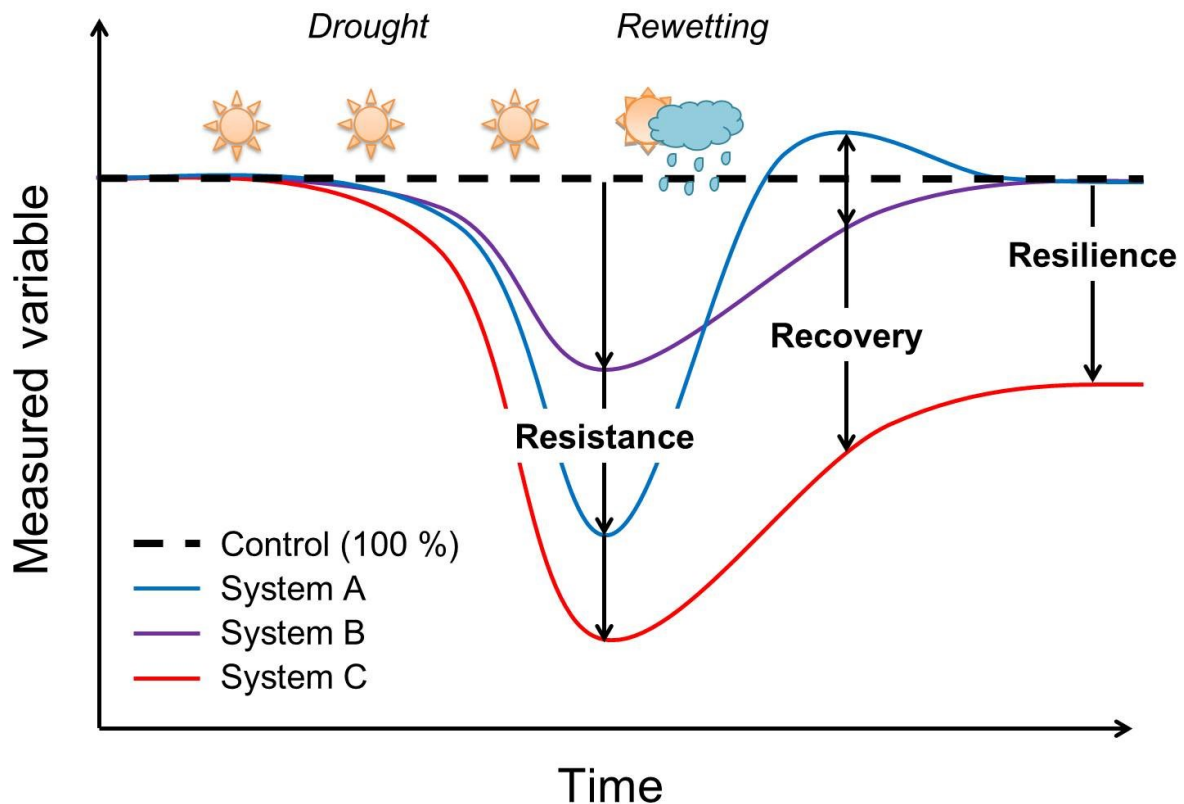 Drought
Rewetting
Measured variable
Resilience
Recovery
Resistance
Control (100 %)
System A
System B
System C
Time